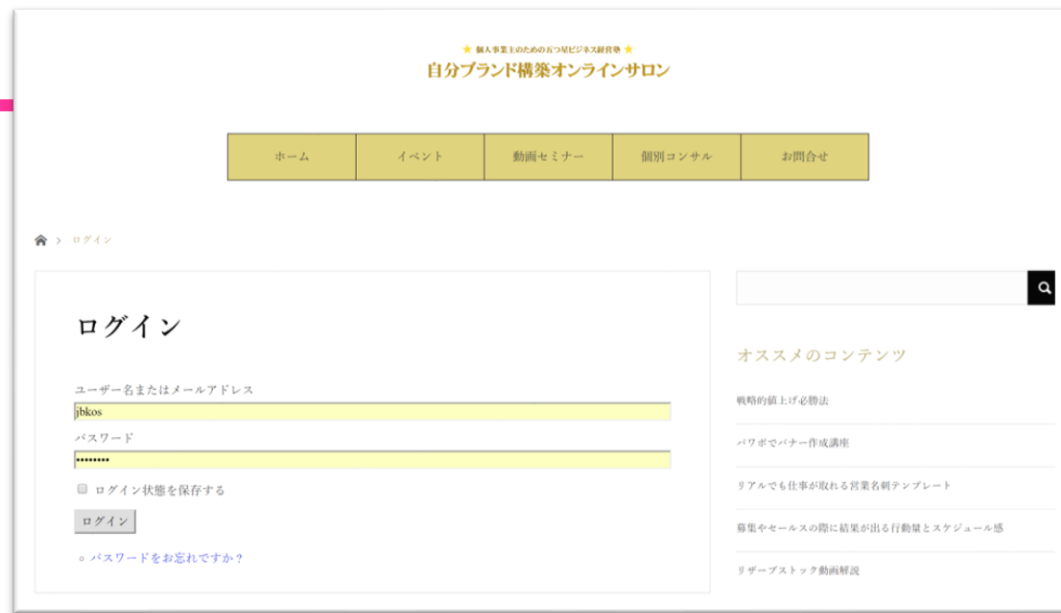 個人事業主のための五つ星ビジネス経営塾
自分ブランド構築オンラインサロン
ホーム
イベント
動画セミナー
個別コンサル
お問合せ
ログイン
ログイン
ユーザー名またはメールアドレス
jbkos
パスワード
••••••••
ログイン状態を保存する
ログイン
パスワードをお忘れですか?
オススメのコンテンツ
戦略的値上げ必勝法
パワポでバナー作成講座
リアルでも仕事が取れる営業名刺テンプレート
募集やセールスの際に結果が出る行動量とスケジュール感
リザーブストック動画解説